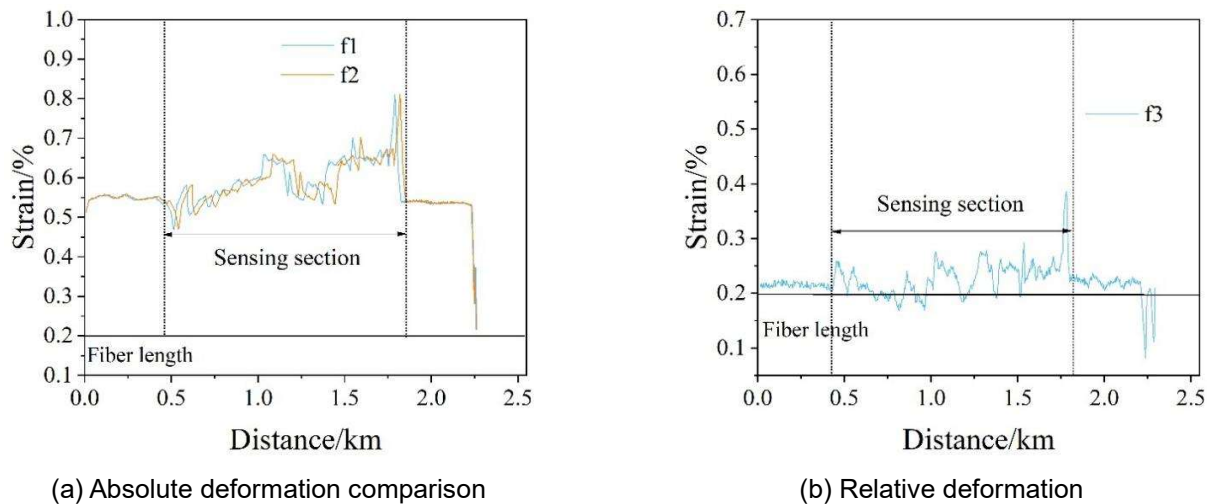 1.0
0.9
0.8
0.7
0.6
0.5
0.4
0.3
0.2
0.1
Strain/%
f1
f2
Sensing section
Fiber length
0.0 0.5 1.0 1.5 2.0 2.5
Distance/km
(a) Absolute deformation comparison
0.7
0.6
0.5
0.4
0.3
0.2
0.1
Strain/%
f3
Sensing section
Fiber length
0.0 0.5 1.0 1.5 2.0 2.5
Distance/km
(b) Relative deformation